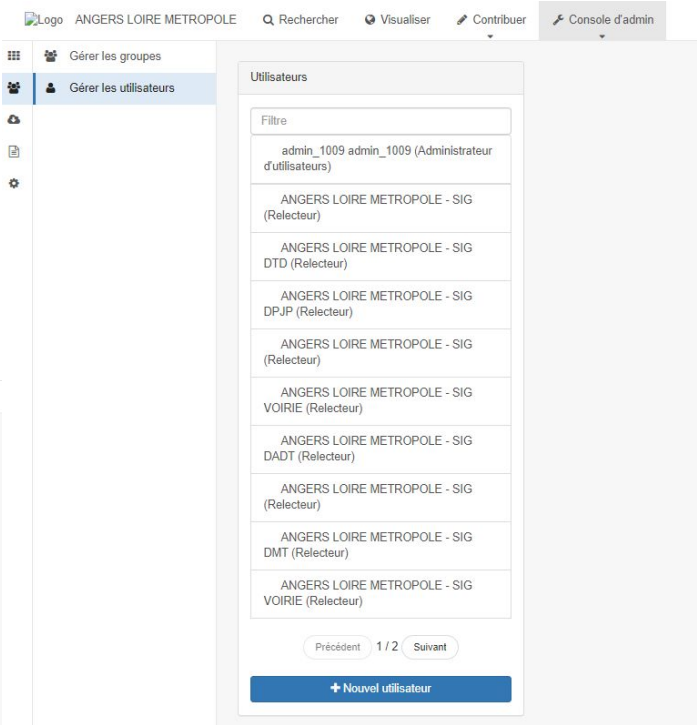 Logo ANGERS LOIRE METROPOLE Rechercher Visualiser Contribuer Console d'admin
Gérer les groupes
Gérer les utilisateurs
Utilisateurs
Filtre
admin_1009 admin_1009 (Administrateur
d'utilisateurs)
ANGERS LOIRE METROPOLE - SIG
(Relecteur)
ANGERS LOIRE METROPOLE - SIG
DTD (Relecteur)
ANGERS LOIRE METROPOLE - SIG
DPJP (Relecteur)
ANGERS LOIRE METROPOLE - SIG
(Relecteur)
ANGERS LOIRE METROPOLE - SIG
VOIRIE (Relecteur)
ANGERS LOIRE METROPOLE - SIG
DADT (Relecteur)
ANGERS LOIRE METROPOLE - SIG
(Relecteur)
ANGERS LOIRE METROPOLE - SIG
DMT (Relecteur)
ANGERS LOIRE METROPOLE - SIG
VOIRIE (Relecteur)
Précédent 1 / 2 Suivant
+ Nouvel utilisateur